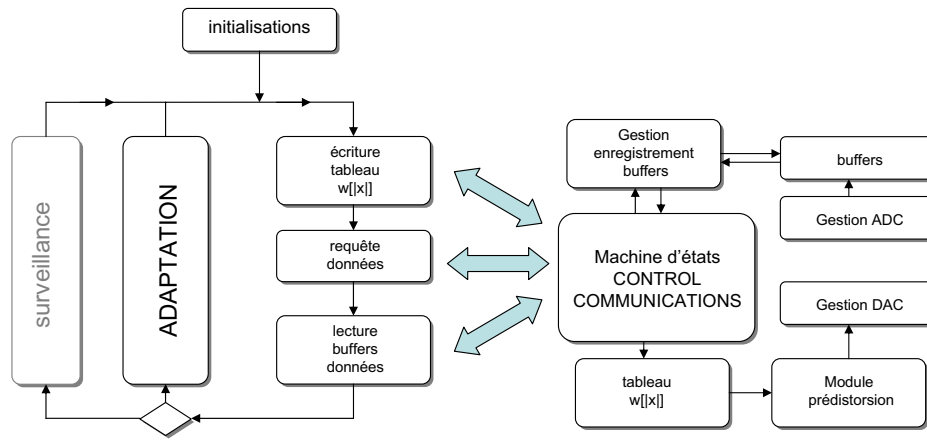 initialisations
surveillance
ADAPTATION
écriture
tableau
w[|x|]
requête
données
lecture
buffers
données
Gestion
enregistrement
buffers
buffers
Gestion ADC
Machine d'états
CONTROL
COMMUNICATIONS
Gestion DAC
tableau
w[|x|]
Module
prédistorsion